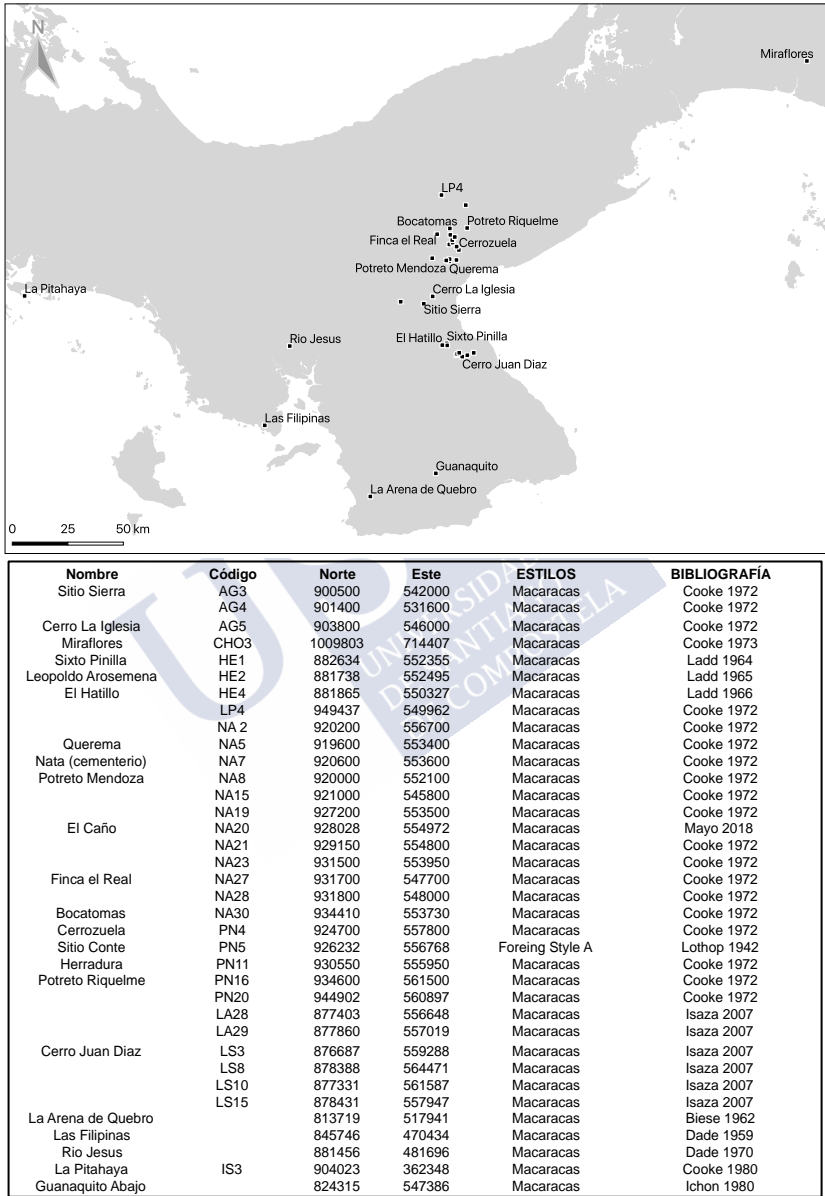 N
Miraflores
LP4
Bocatomas
Potreto Riquelme
Finca el Real
Cerrozuela
Potreto Mendoza
Querema
La Pitahaya
Cerro La Iglesia
Sitio Sierra
Rio Jesus
El Hatillo
Sixto Pinilla
Cerro Juan Diaz
Las Filipinas
Guanaquito
La Arena de Quebro
0 25 50 km
Nombre Código Norte Este ESTILOS BIBLIOGRAFÍA
Sitio Sierra AG3 900500 542000 Macaracas Cooke 1972
AG4 901400 531600 Macaracas Cooke 1972
Cerro La Iglesia AG5 903800 546000 Macaracas Cooke 1972
Miraflores CHO3 1009803 714407 Macaracas Cooke 1973
Sixto Pinilla HE1 882634 552355 Macaracas Ladd 1964
Leopoldo Arosemena HE2 881738 552495 Macaracas Ladd 1965
El Hatillo HE4 881865 550327 Macaracas Ladd 1966
LP4 949437 549962 Macaracas Cooke 1972
NA 2 920200 556700 Macaracas Cooke 1972
Querema NA5 919600 553400 Macaracas Cooke 1972
Nata (cementerio) NA7 920600 553600 Macaracas Cooke 1972
Potreto Mendoza NA8 920000 552100 Macaracas Cooke 1972
NA15 921000 545800 Macaracas Cooke 1972
NA19 927200 553500 Macaracas Cooke 1972
El Caño NA20 928028 554972 Macaracas Mayo 2018
NA21 929150 554800 Macaracas Cooke 1972
NA23 931500 553950 Macaracas Cooke 1972
Finca el Real NA27 931700 547700 Macaracas Cooke 1972
NA28 931800 548000 Macaracas Cooke 1972
Bocatomas NA30 934410 553730 Macaracas Cooke 1972
Cerrozuela PN4 924700 557800 Macaracas Cooke 1972
Sitio Conte PN5 926232 556768 Foreing Style A Lothop 1942
Herradura PN11 930550 555950 Macaracas Cooke 1972
Potreto Riquelme PN16 934600 561500 Macaracas Cooke 1972
PN20 944902 560897 Macaracas Cooke 1972
LA28 877403 556648 Macaracas Isaza 2007
LA29 877860 557019 Macaracas Isaza 2007
Cerro Juan Diaz LS3 876687 559288 Macaracas Isaza 2007
LS8 878388 564471 Macaracas Isaza 2007
LS10 877331 561587 Macaracas Isaza 2007
LS15 878431 557947 Macaracas Isaza 2007
La Arena de Quebro 813719 517941 Macaracas Biese 1962
Las Filipinas 845746 470434 Macaracas Dade 1959
Rio Jesus 881456 481696 Macaracas Dade 1970
La Pitahaya IS3 904023 362348 Macaracas Cooke 1980
Guanaquito Abajo 824315 547386 Macaracas Ichon 1980